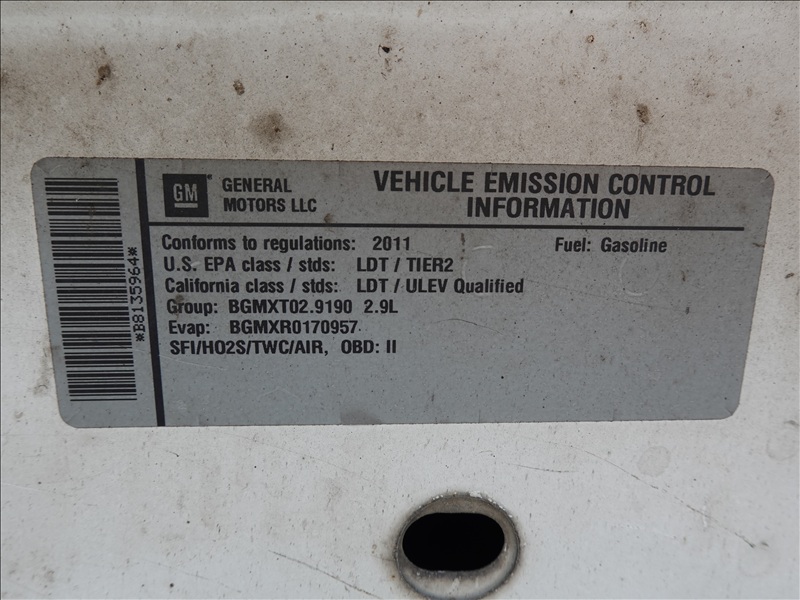 GM
GENERAL
MOTORS LLC
VEHICLE EMISSION CONTROL
INFORMATION
Conforms to regulations: 2011 Fuel: Gasoline
U.S. EPA class / stds: LDT / TIER2
California class / stds: LDT / ULEV Qualified
Group: BGMXT02.9190 2.9L
Evap: BGMXR0170957
SFI/HO2S/TWC/AIR, OBD: II
*B8135964*